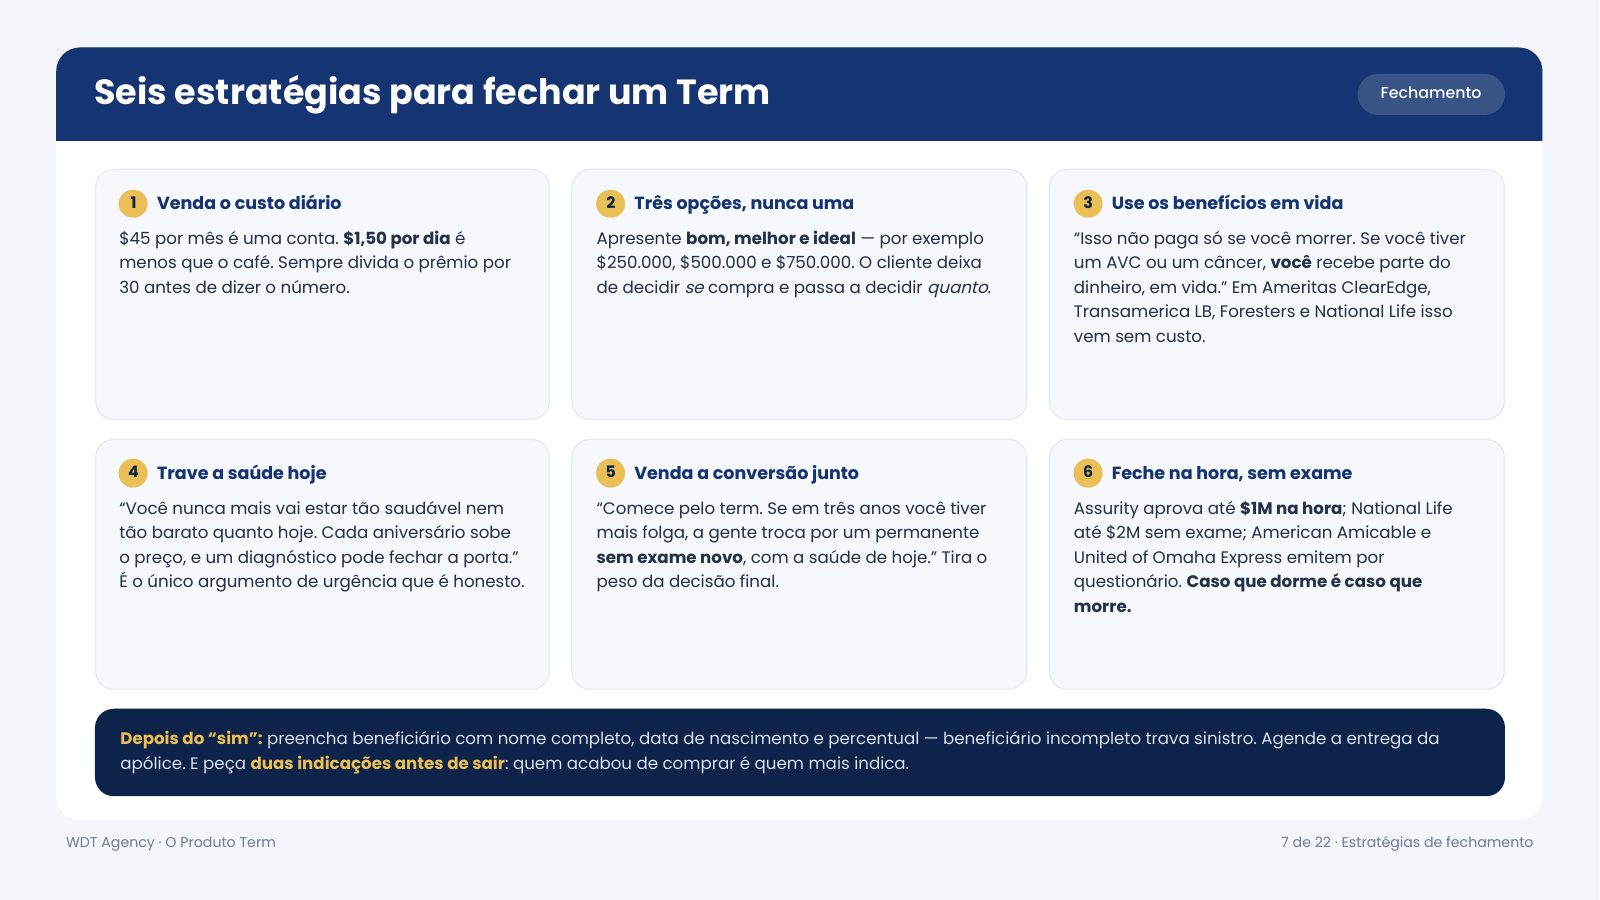 Seis estratégias para fechar um Term
Fechamento
1 Venda o custo diário
$45 por mês é uma conta. $1,50 por dia é
menos que o café. Sempre divida o prêmio por
30 antes de dizer o número.
2 Três opções, nunca uma
Apresente bom, melhor e ideal — por exemplo
$250.000, $500.000 e $750.000. O cliente deixa
de decidir se compra e passa a decidir quanto.
3 Use os benefícios em vida
“Isso não paga só se você morrer. Se você tiver
um AVC ou um câncer, você recebe parte do
dinheiro, em vida.” Em Ameritas ClearEdge,
Transamerica LB, Foresters e National Life isso
vem sem custo.
4 Trave a saúde hoje
“Você nunca mais vai estar tão saudável nem
tão barato quanto hoje. Cada aniversário sobe
o preço, e um diagnóstico pode fechar a porta.”
É o único argumento de urgência que é honesto.
5 Venda a conversão junto
“Comece pelo term. Se em três anos você tiver
mais folga, a gente troca por um permanente
sem exame novo, com a saúde de hoje.” Tira o
peso da decisão final.
6 Feche na hora, sem exame
Assurity aprova até $1M na hora; National Life
até $2M sem exame; American Amicable e
United of Omaha Express emitem por
questionário. Caso que dorme é caso que
morre.
Depois do “sim”: preencha beneficiário com nome completo, data de nascimento e percentual — beneficiário incompleto trava sinistro. Agende a entrega da
apólice. E peça duas indicações antes de sair: quem acabou de comprar é quem mais indica.
WDT Agency · O Produto Term
7 de 22 · Estratégias de fechamento